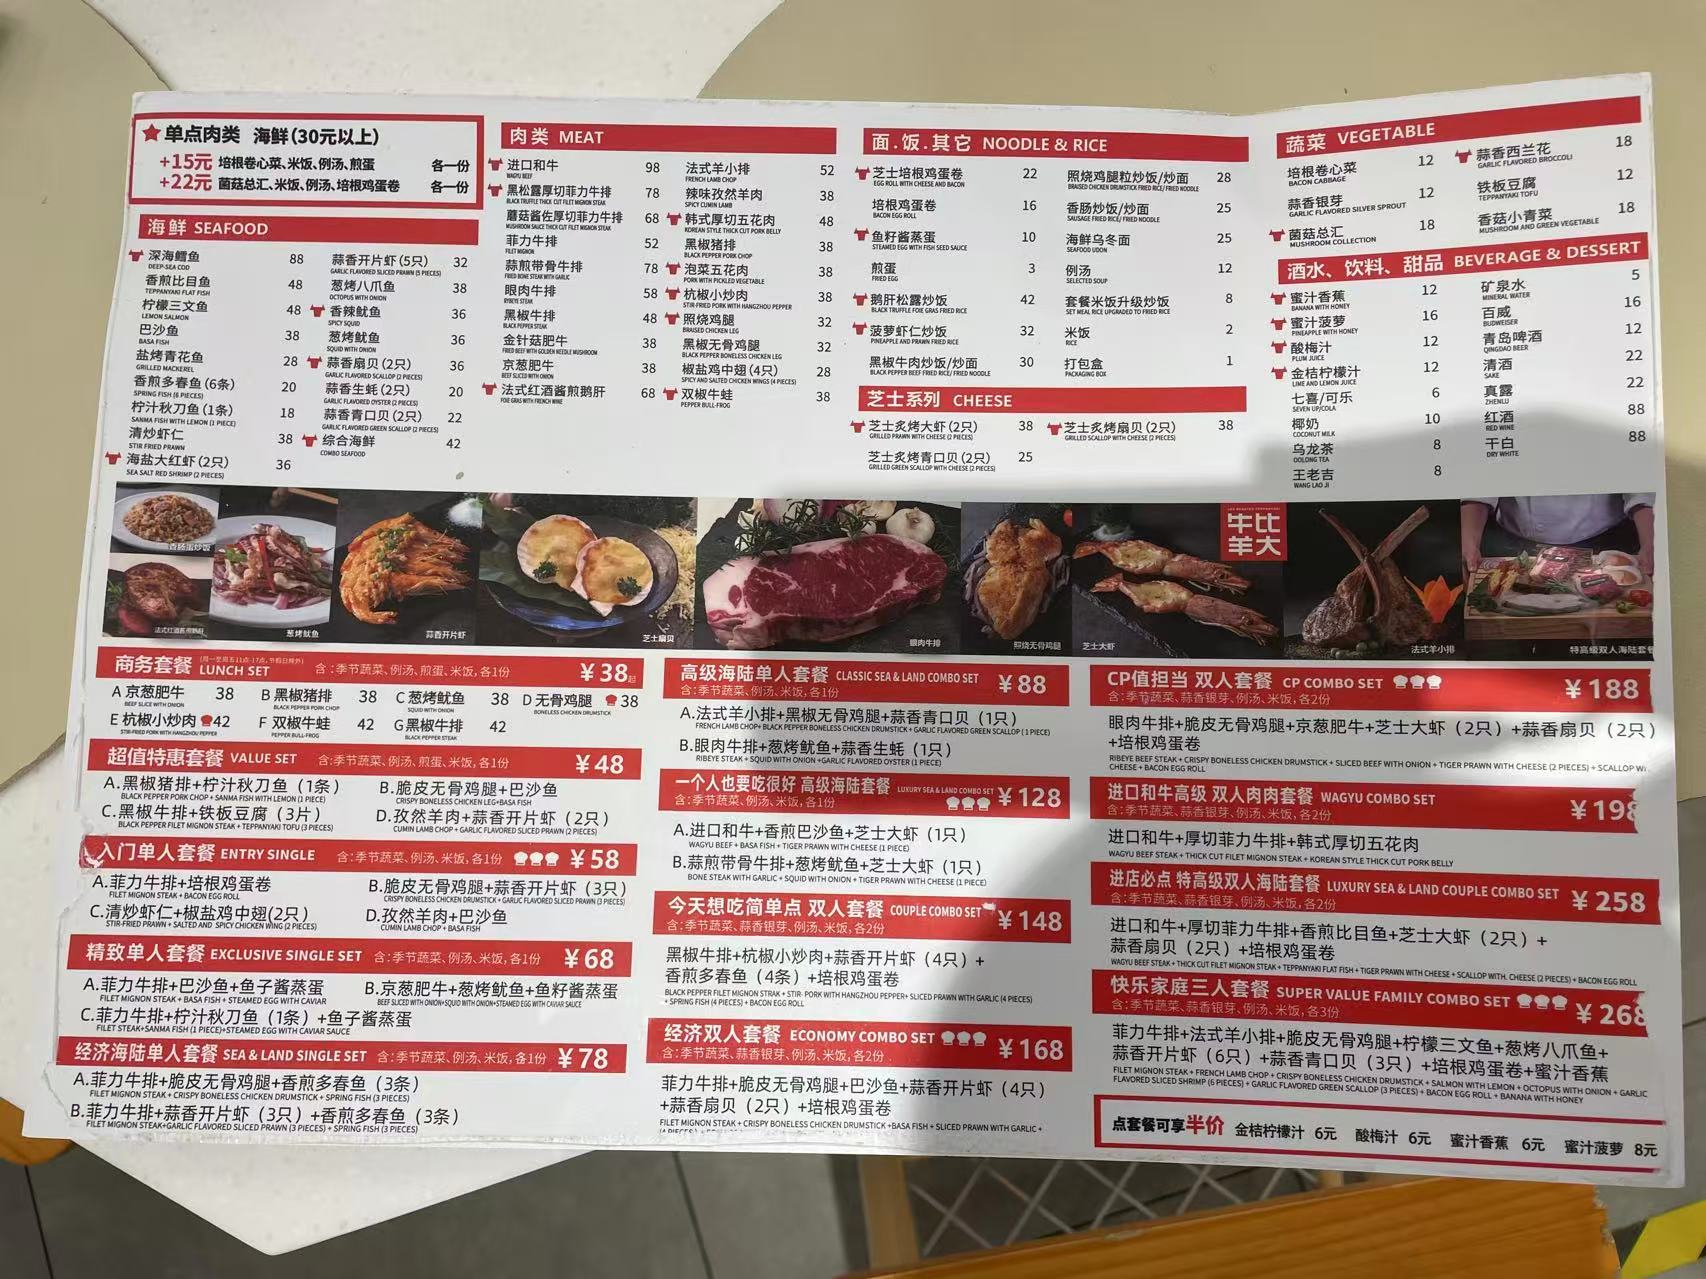 ★单点肉类 海鲜(30元以上)
+15元 培根卷心菜、米饭、例汤、煎蛋 各一份
+22元 菌菇总汇、米饭、例汤、培根鸡蛋卷 各一份
海鲜 SEAFOOD
深海鳕鱼 88
DEEP-SEA COD
香煎比目鱼 48
TEPPANYAKI FLAT FISH
柠檬三文鱼 48
LEMON SALMON
巴沙鱼 38
BASA FISH
盐烤青花鱼 28
GRILLED MACKEREL
香煎多春鱼(6条) 20
SPRING FISH (6 PIECES)
柠汁秋刀鱼(1条) 18
SANMA FISH WITH LEMON (1 PIECE)
清炒虾仁 38
STIR FRIED PRAWN
海盐大红虾(2只) 36
SEA SALT RED SHRIMP (2 PIECES)
蒜香开片虾(5只) 32
GARLIC FLAVORED SLICED PRAWN (5 PIECES)
葱烤八爪鱼 38
OCTOPUS WITH ONION
香辣鱿鱼 36
SPICY SQUID
葱烤鱿鱼 36
SQUID WITH ONION
蒜香扇贝(2只) 36
GARLIC FLAVORED SCALLOP (2 PIECES)
蒜香生蚝(2只) 20
GARLIC FLAVORED OYSTER (2 PIECES)
蒜香青口贝(2只) 22
GARLIC FLAVORED GREEN SCALLOP (2 PIECES)
综合海鲜 42
COMBO SEAFOOD
肉类 MEAT
进口和牛 98
WAGYU BEEF
黑松露厚切菲力牛排 78
BLACK TRUFFLE THICK CUT FILET MIGNON STEAK
蘑菇酱佐厚切菲力牛排 68
MUSHROOM SAUCE THICK CUT FILET MIGNON STEAK
菲力牛排 52
FILET MIGNON
蒜煎带骨牛排 78
FRIED BONE STEAK WITH GARLIC
眼肉牛排 58
RYBEYE STEAK
黑椒牛排 48
BLACK PEPPER STEAK
金针菇肥牛 38
FRIED BEEF WITH GOLDEN NEEDLE MUSHROOM
京葱肥牛 38
BEEF SLICED WITH ONION
法式红酒酱煎鹅肝 68
FOIE GRAS WITH FRENCH WINE
法式羊小排 52
FRENCH LAMB CHOP
辣味孜然羊肉 38
SPICY CUMIN LAMB
韩式厚切五花肉 48
KOREAN STYLE THICK CUT PORK BELLY
黑椒猪排 38
BLACK PEPPER PORK CHOP
泡菜五花肉 38
PORK WITH PICKLED VEGETABLE
杭椒小炒肉 38
STIR-FRIED PORK WITH HANGZHOU PEPPER
照烧鸡腿 32
BRAISED CHICKEN LEG
黑椒无骨鸡腿 32
BLACK PEPPER BONELESS CHICKEN LEG
椒盐鸡中翅(4只) 28
SPICY AND SALTED CHICKEN WINGS (4 PIECES)
双椒牛蛙 38
PEPPER BULL-FROG
面.饭.其它 NOODLE & RICE
芝士培根鸡蛋卷 22
EGG ROLL WITH CHEESE AND BACON
培根鸡蛋卷 16
BACON EGG ROLL
鱼籽酱蒸蛋 10
STEAMED EGG WITH FISH SEED SAUCE
煎蛋 3
FRIED EGG
鹅肝松露炒饭 42
BLACK TRUFFLE FOIE GRAS FRIED RICE
菠萝虾仁炒饭 32
PINEAPPLE AND PRAWN FRIED RICE
黑椒牛肉炒饭/炒面 30
BLACK PEPPER BEEF FRIED RICE/ FRIED NOODLE
照烧鸡腿粒炒饭/炒面 28
BRAISED CHICKEN DRUMSTICK FRIED RICE/ FRIED NOODLE
香肠炒饭/炒面 25
SAUSAGE FRIED RICE/ FRIED NOODLE
海鲜乌冬面 25
SEAFOOD UDON
例汤 12
SELECTED SOUP
套餐米饭升级炒饭 8
SET MEAL RICE UPGRADED TO FRIED RICE
米饭 2
RICE
打包盒 1
PACKAGING BOX
芝士系列 CHEESE
芝士炙烤大虾(2只) 38
GRILLED PRAWN WITH CHEESE (2 PIECES)
芝士炙烤青口贝(2只) 25
GRILLED GREEN SCALLOP WITH CHEESE (2 PIECES)
芝士炙烤扇贝(2只) 38
GRILLED SCALLOP WITH CHEESE (2 PIECES)
蔬菜 VEGETABLE
培根卷心菜 12
BACON CABBAGE
蒜香银芽 12
GARLIC FLAVORED SILVER SPROUT
菌菇总汇 18
MUSHROOM COLLECTION
蒜香西兰花 18
GARLIC FLAVORED BROCCOLI
铁板豆腐 12
TEPPANYAKI TOFU
香菇小青菜 18
MUSHROOM AND GREEN VEGETABLE
酒水、饮料、甜品 BEVERAGE & DESSERT
蜜汁香蕉 12
BANANA WITH HONEY
蜜汁菠萝 16
PINEAPPLE WITH HONEY
酸梅汁 12
PLUM JUICE
金桔柠檬汁 12
LIME AND LEMON JUICE
七喜/可乐 6
SEVEN UP/COLA
椰奶 10
COCONUT MILK
乌龙茶 8
OOLONG TEA
王老吉 8
WANG LAO JI
矿泉水 5
MINERAL WATER
百威 16
BUDWEISER
青岛啤酒 12
QINGDAO BEER
清酒 22
SAKE
真露 22
ZHENLU
红酒 88
RED WINE
干白 88
DRY WHITE
香肠蛋炒饭
葱烤鱿鱼
蒜香开片虾
芝士扇贝
眼肉牛排
照烧无骨鸡腿
牛比
羊大
芝士大虾
法式羊小排
特高级双人海陆套餐
商务套餐 (周一至周五11点-17点,节假日除外)
LUNCH SET 含:季节蔬菜、例汤、煎蛋、米饭,各1份 ¥38起
A 京葱肥牛 38 B 黑椒猪排 38 C 葱烤鱿鱼 38 D 无骨鸡腿 38
BLACK PEPPER PORK CHOP SQUID WITH ONION BONELESS CHICKEN DRUMSTICK
E 杭椒小炒肉 42 F 双椒牛蛙 42 G 黑椒牛排 42
STIR-FRIED PORK WITH HANGZHOU PEPPER PEPPER BULL-FROG BLACK PEPPER STEAK
超值特惠套餐 VALUE SET 含:季节蔬菜、例汤、煎蛋、米饭,各1份 ¥48
A.黑椒猪排+柠汁秋刀鱼(1条) B.脆皮无骨鸡腿+巴沙鱼
BLACK PEPPER PORK CHOP + SANMA FISH WITH LEMON (1 PIECE) CRISPY BONELESS CHICKEN LEG+BASA FISH
C.黑椒牛排+铁板豆腐(3片) D.孜然羊肉+蒜香开片虾(2只)
BLACK PEPPER FILET MIGNON STEAK + TEPPANYAKI TOFU (3 PIECES) CUMIN LAMB CHOP + GARLIC FLAVORED SLICED PRAWN (2 PIECES)
入门单人套餐 ENTRY SINGLE 含:季节蔬菜、例汤、米饭,各1份 ¥58
A.菲力牛排+培根鸡蛋卷 B.脆皮无骨鸡腿+蒜香开片虾(3只)
FILET MIGNON STEAK + BACON EGG ROLL CRISPY BONELESS CHICKEN DRUMSTICK + GARLIC FLAVORED SLICED PRAWN (3 PIECES)
C.清炒虾仁+椒盐鸡中翅(2只) D.孜然羊肉+巴沙鱼
STIR-FRIED PRAWN + SALTED AND SPICY CHICKEN WING (2 PIECES) CUMIN LAMB CHOP + BASA FISH
精致单人套餐 EXCLUSIVE SINGLE SET 含:季节蔬菜、例汤、米饭,各1份 ¥68
A.菲力牛排+巴沙鱼+鱼子酱蒸蛋 B.京葱肥牛+葱烤鱿鱼+鱼籽酱蒸蛋
FILET MIGNON STEAK + BASA FISH + STEAMED EGG WITH CAVIAR BEEF SLICED WITH ONION+SQUID WITH ONION+STEAMED EGG WITH CAVIAR SAUCE
C.菲力牛排+柠汁秋刀鱼(1条)+鱼子酱蒸蛋
FILET STEAK+SANMA FISH (1 PIECE)+STEAMED EGG WITH CAVIAR SAUCE
经济海陆单人套餐 SEA & LAND SINGLE SET 含:季节蔬菜、例汤、米饭,各1份 ¥78
A.菲力牛排+脆皮无骨鸡腿+香煎多春鱼(3条)
FILET MIGNON STEAK + CRISPY BONELESS CHICKEN DRUMSTICK + SPRING FISH (3 PIECES)
B.菲力牛排+蒜香开片虾(3只)+香煎多春鱼(3条)
FILET MIGNON STEAK+GARLIC FLAVORED SLICED PRAWN (3 PIECES) + SPRING FISH (3 PIECES)
高级海陆单人套餐 CLASSIC SEA & LAND COMBO SET ¥88
含:季节蔬菜、例汤、米饭,各1份
A.法式羊小排+黑椒无骨鸡腿+蒜香青口贝(1只)
FRENCH LAMB CHOP+ BLACK PEPPER BONELESS CHICKEN DRUMSTICK + GARLIC FLAVORED GREEN SCALLOP (1 PIECE)
B.眼肉牛排+葱烤鱿鱼+蒜香生蚝(1只)
RIBEYE STEAK + SQUID WITH ONION +GARLIC FLAVORED OYSTER (1 PIECE)
一个人也要吃很好 高级海陆套餐 LUXURY SEA & LAND COMBO SET
含:季节蔬菜、例汤、米饭,各1份 ¥128
A.进口和牛+香煎巴沙鱼+芝士大虾(1只)
WAGYU BEEF + BASA FISH + TIGER PRAWN WITH CHEESE (1 PIECE)
B.蒜煎带骨牛排+葱烤鱿鱼+芝士大虾(1只)
BONE STEAK WITH GARLIC + SQUID WITH ONION + TIGER PRAWN WITH CHEESE (1 PIECE)
今天想吃简单点 双人套餐 COUPLE COMBO SET ¥148
含:季节蔬菜、蒜香银芽、例汤、米饭,各2份
黑椒牛排+杭椒小炒肉+蒜香开片虾(4只)+
香煎多春鱼(4条)+培根鸡蛋卷
BLACK PEPPER FILET MIGNON STRAK + STIR- PORK WITH HANGZHOU PEPPER+ SLICED PRAWN WITH GARLIC (4 PIECES)
+ SPRING FISH (4 PIECES) + BACON EGG ROLL
经济双人套餐 ECONOMY COMBO SET ¥168
含:季节蔬菜、蒜香银芽、例汤、米饭,各2份
菲力牛排+脆皮无骨鸡腿+巴沙鱼+蒜香开片虾(4只)
+蒜香扇贝(2只)+培根鸡蛋卷
FILET MIGNON STEAK + CRISPY BONELESS CHICKEN DRUMSTICK +BASA FISH + SLICED PRAWN WITH GARLIC +
CP值担当 双人套餐 CP COMBO SET ¥188
含:季节蔬菜、蒜香银芽、例汤、米饭,各2份
眼肉牛排+脆皮无骨鸡腿+京葱肥牛+芝士大虾(2只)+蒜香扇贝(2只)
+培根鸡蛋卷
RIBEYE BEEF STEAK + CRISPY BONELESS CHICKEN DRUMSTICK + SLICED BEEF WITH ONION + TIGER PRAWN WITH CHEESE (2 PIECES) + SCALLOP
CHEESE + BACON EGG ROLL
进口和牛高级 双人肉肉套餐 WAGYU COMBO SET ¥198
含:季节蔬菜、蒜香银芽、例汤、米饭,各2份
进口和牛+厚切菲力牛排+韩式厚切五花肉
WAGYU BEEF STEAK + THICK CUT FILET MIGNON STEAK + KOREAN STYLE THICK CUT PORK BELLY
进店必点 特高级双人海陆套餐 LUXURY SEA & LAND COUPLE COMBO SET ¥258
含:季节蔬菜、蒜香银芽、例汤、米饭,各2份
进口和牛+厚切菲力牛排+香煎比目鱼+芝士大虾(2只)+
蒜香扇贝(2只)+培根鸡蛋卷
WAGYU BEEF STEAK + THICK CUT FILET MIGNON STEAK + TEPPANYAKI FLAT FISH + TIGER PRAWN WITH CHEESE + SCALLOP WITH. CHEESE (2 PIECES) + BACON EGG ROLL
快乐家庭三人套餐 SUPER VALUE FAMILY COMBO SET ¥268
含:季节蔬菜、蒜香银芽、例汤、米饭,各3份
菲力牛排+法式羊小排+脆皮无骨鸡腿+柠檬三文鱼+葱烤八爪鱼+
蒜香开片虾(6只)+蒜香青口贝(3只)+培根鸡蛋卷+蜜汁香蕉
FILET MIGNON STEAK + FRENCH LAMB CHOP + CRISPY BONELESS CHICKEN DRUMSTICK + SALMON WITH LEMON + OCTOPUS WITH ONION + GARLIC
FLAVORED SLICED SHRIMP (6 PIECES) + GARLIC FLAVORED GREEN SCALLOP (3 PIECES) + BACON EGG ROLL + BANANA WITH HONEY
点套餐可享半价 金桔柠檬汁 6元 酸梅汁 6元 蜜汁香蕉 6元 蜜汁菠萝 8元